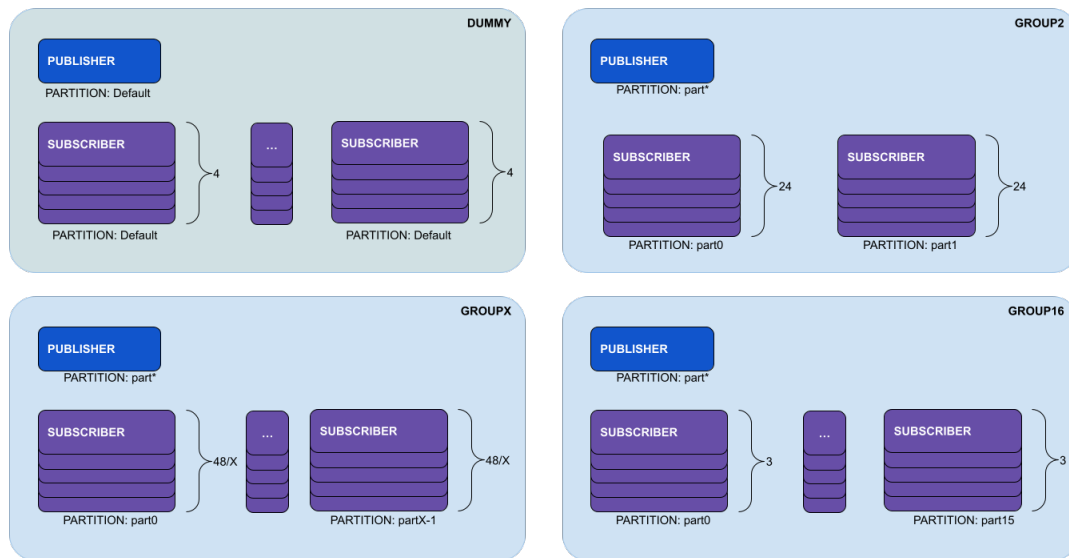 DUMMY
PUBLISHER
PARTITION: Default
SUBSCRIBER
4
PARTITION: Default
...
SUBSCRIBER
4
PARTITION: Default
GROUP2
PUBLISHER
PARTITION: part*
SUBSCRIBER
24
PARTITION: part0
SUBSCRIBER
24
PARTITION: part1
GROUPX
PUBLISHER
PARTITION: part*
SUBSCRIBER
48/X
PARTITION: part0
...
SUBSCRIBER
48/X
PARTITION: partX-1
GROUP16
PUBLISHER
PARTITION: part*
SUBSCRIBER
3
PARTITION: part0
...
SUBSCRIBER
3
PARTITION: part15